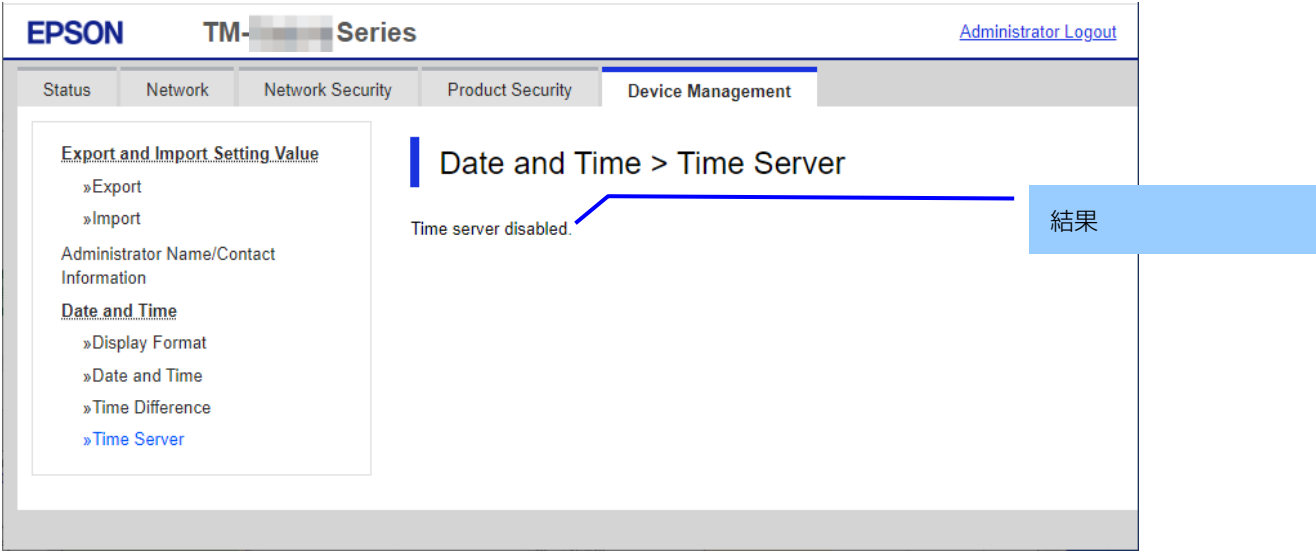 EPSON TM- Series
Administrator Logout
Status Network Network Security Product Security Device Management
Export and Import Setting Value
»Export
»Import
Administrator Name/Contact
Information
Date and Time
»Display Format
»Date and Time
»Time Difference
»Time Server
Date and Time > Time Server
Time server disabled.
結果